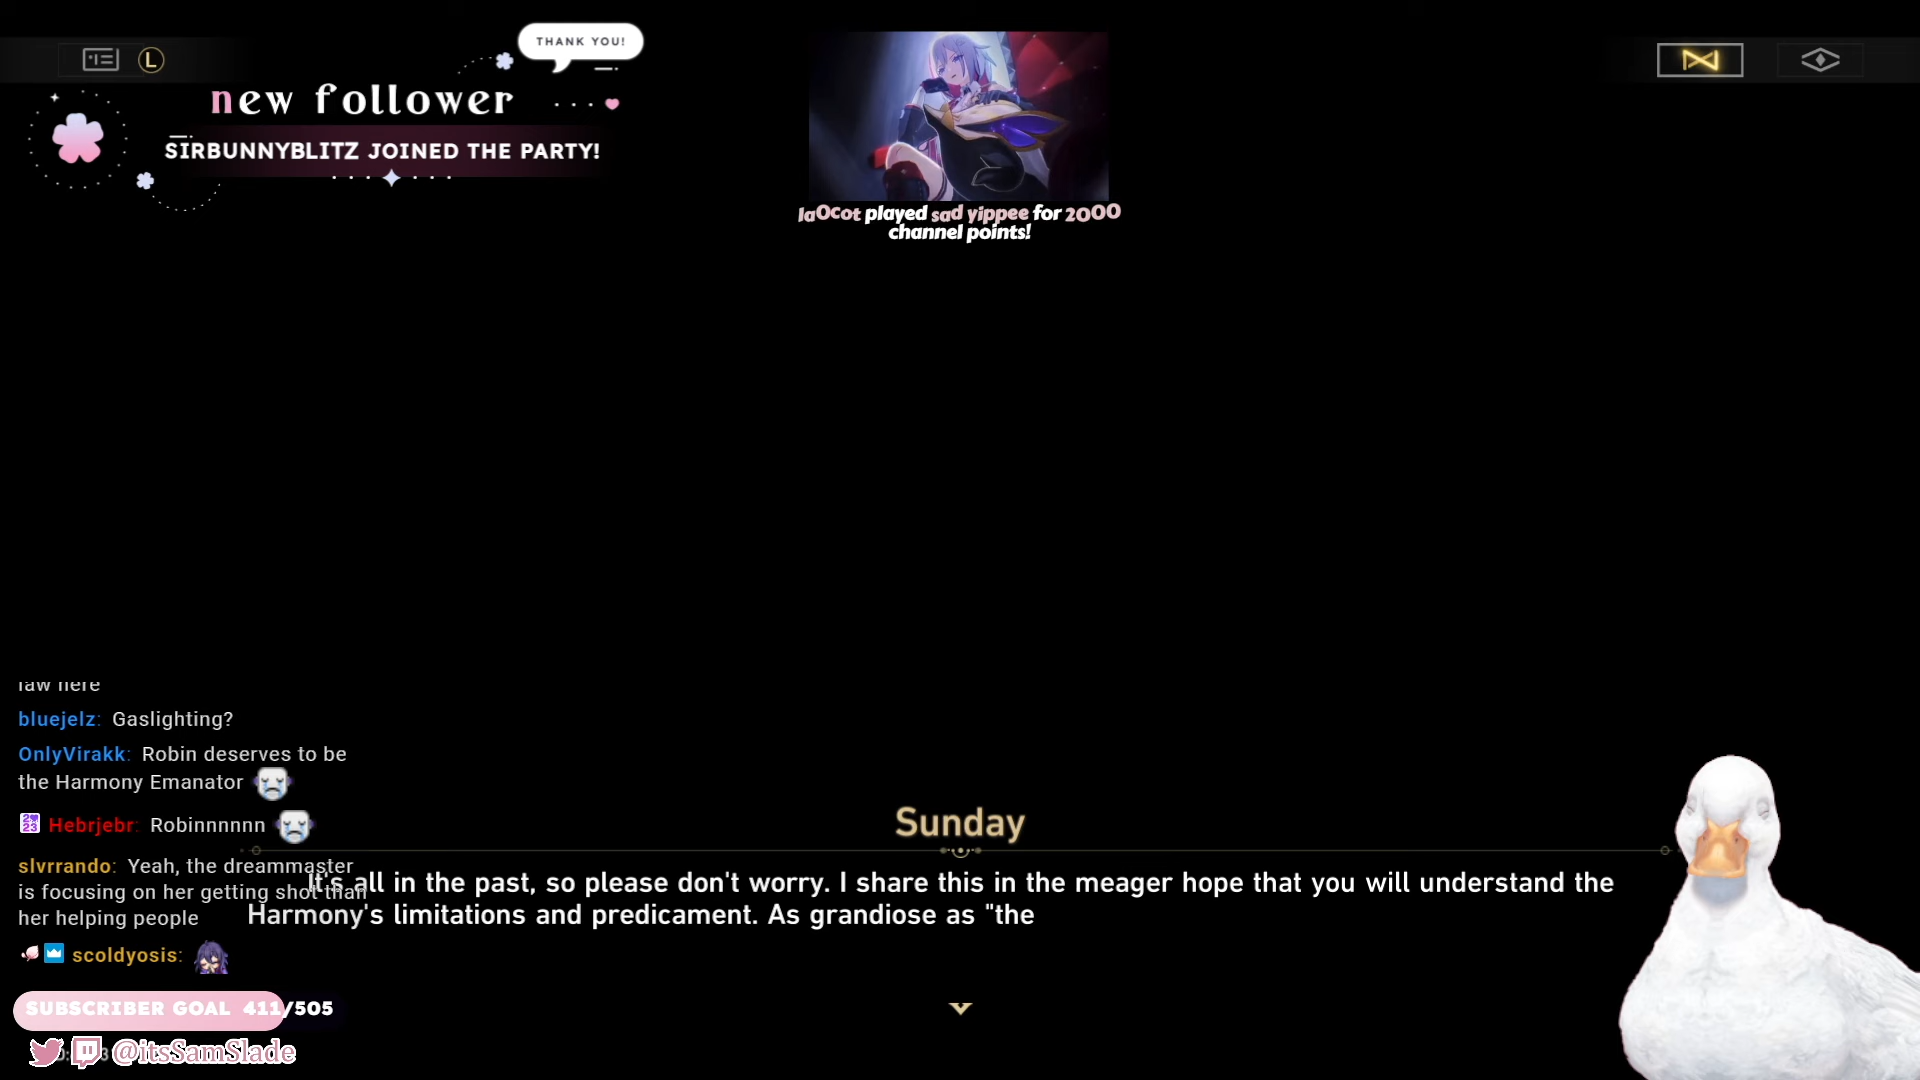 THANK YOU!
L
new follower
SIRBUNNYBLITZ JOINED THE PARTY!
laOcot played sad yippee for 2000
channel points!
law here
bluejelz: Gaslighting?
OnlyVirakk: Robin deserves to be
the Harmony Emanator
Hebrjebr: Robinnnnnn
slvrrando: Yeah, the dreammaster
is focusing on her getting shot than
her helping people
scoldyosis:
Sunday
It's all in the past, so please don't worry. I share this in the meager hope that you will understand the
Harmony's limitations and predicament. As grandiose as "the
SUBSCRIBER GOAL 411/505
@itsSamSlade